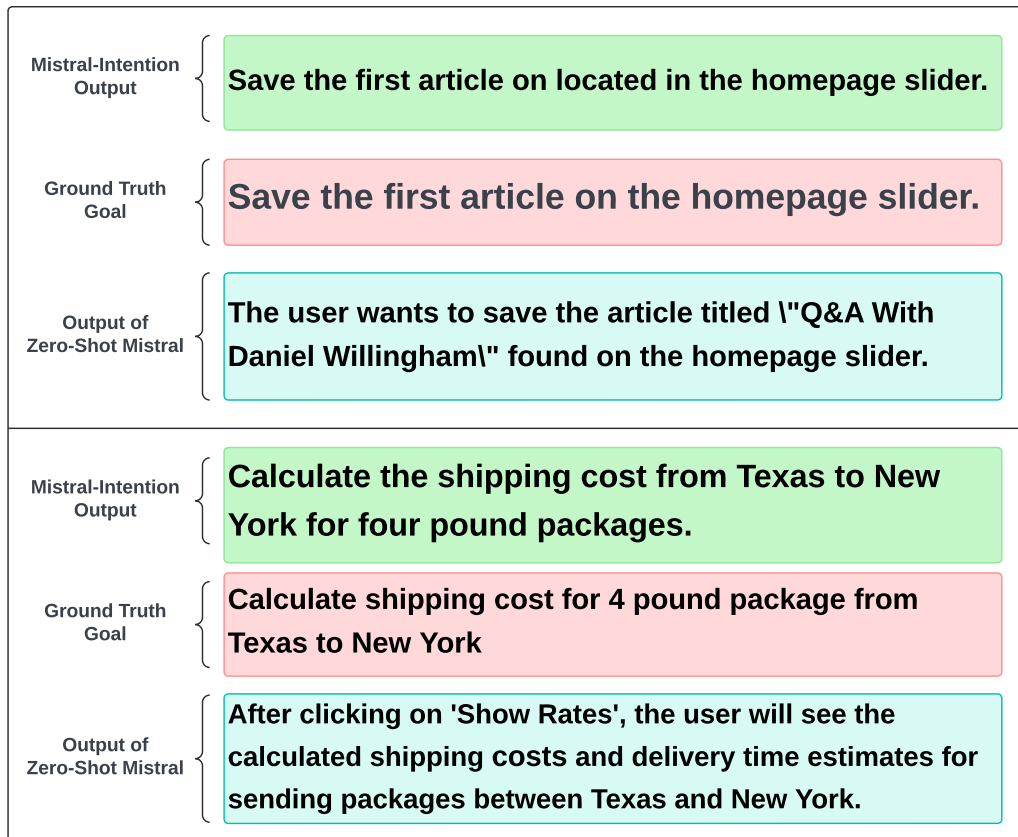 Mistral-Intention
Output
Save the first article on located in the homepage slider.
Ground Truth
Goal
Save the first article on the homepage slider.
Output of
Zero-Shot Mistral
The user wants to save the article titled \"Q&A With
Daniel Willingham\" found on the homepage slider.
Mistral-Intention
Output
Calculate the shipping cost from Texas to New
York for four pound packages.
Ground Truth
Goal
Calculate shipping cost for 4 pound package from
Texas to New York
Output of
Zero-Shot Mistral
After clicking on 'Show Rates', the user will see the
calculated shipping costs and delivery time estimates for
sending packages between Texas and New York.